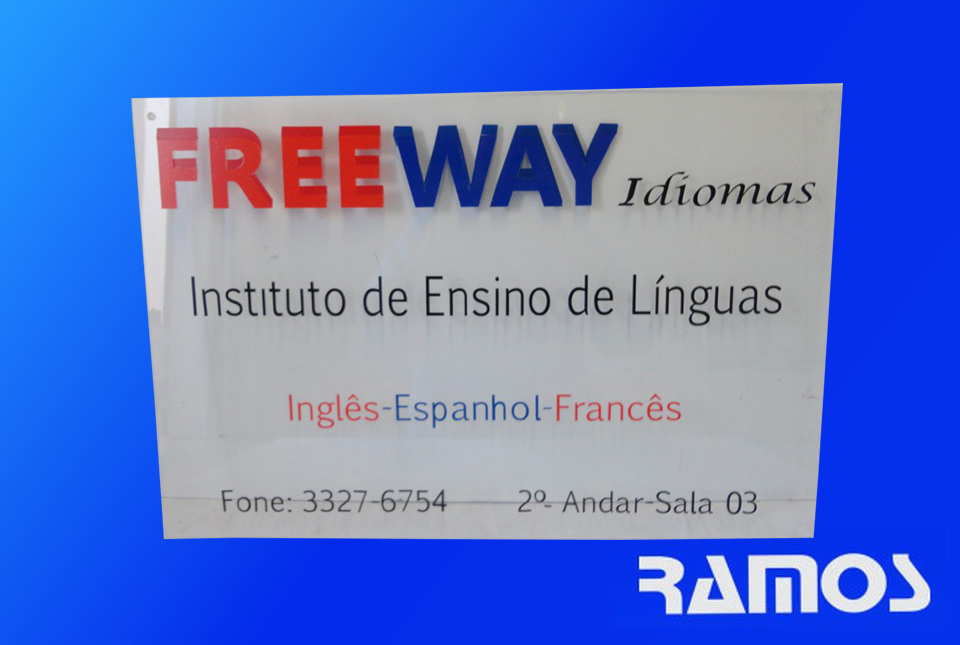 FREEWAY Idiomas
Instituto de Ensino de Línguas
Inglês-Espanhol-Francês
Fone: 3327-6754 2º- Andar-Sala 03
RAMOS